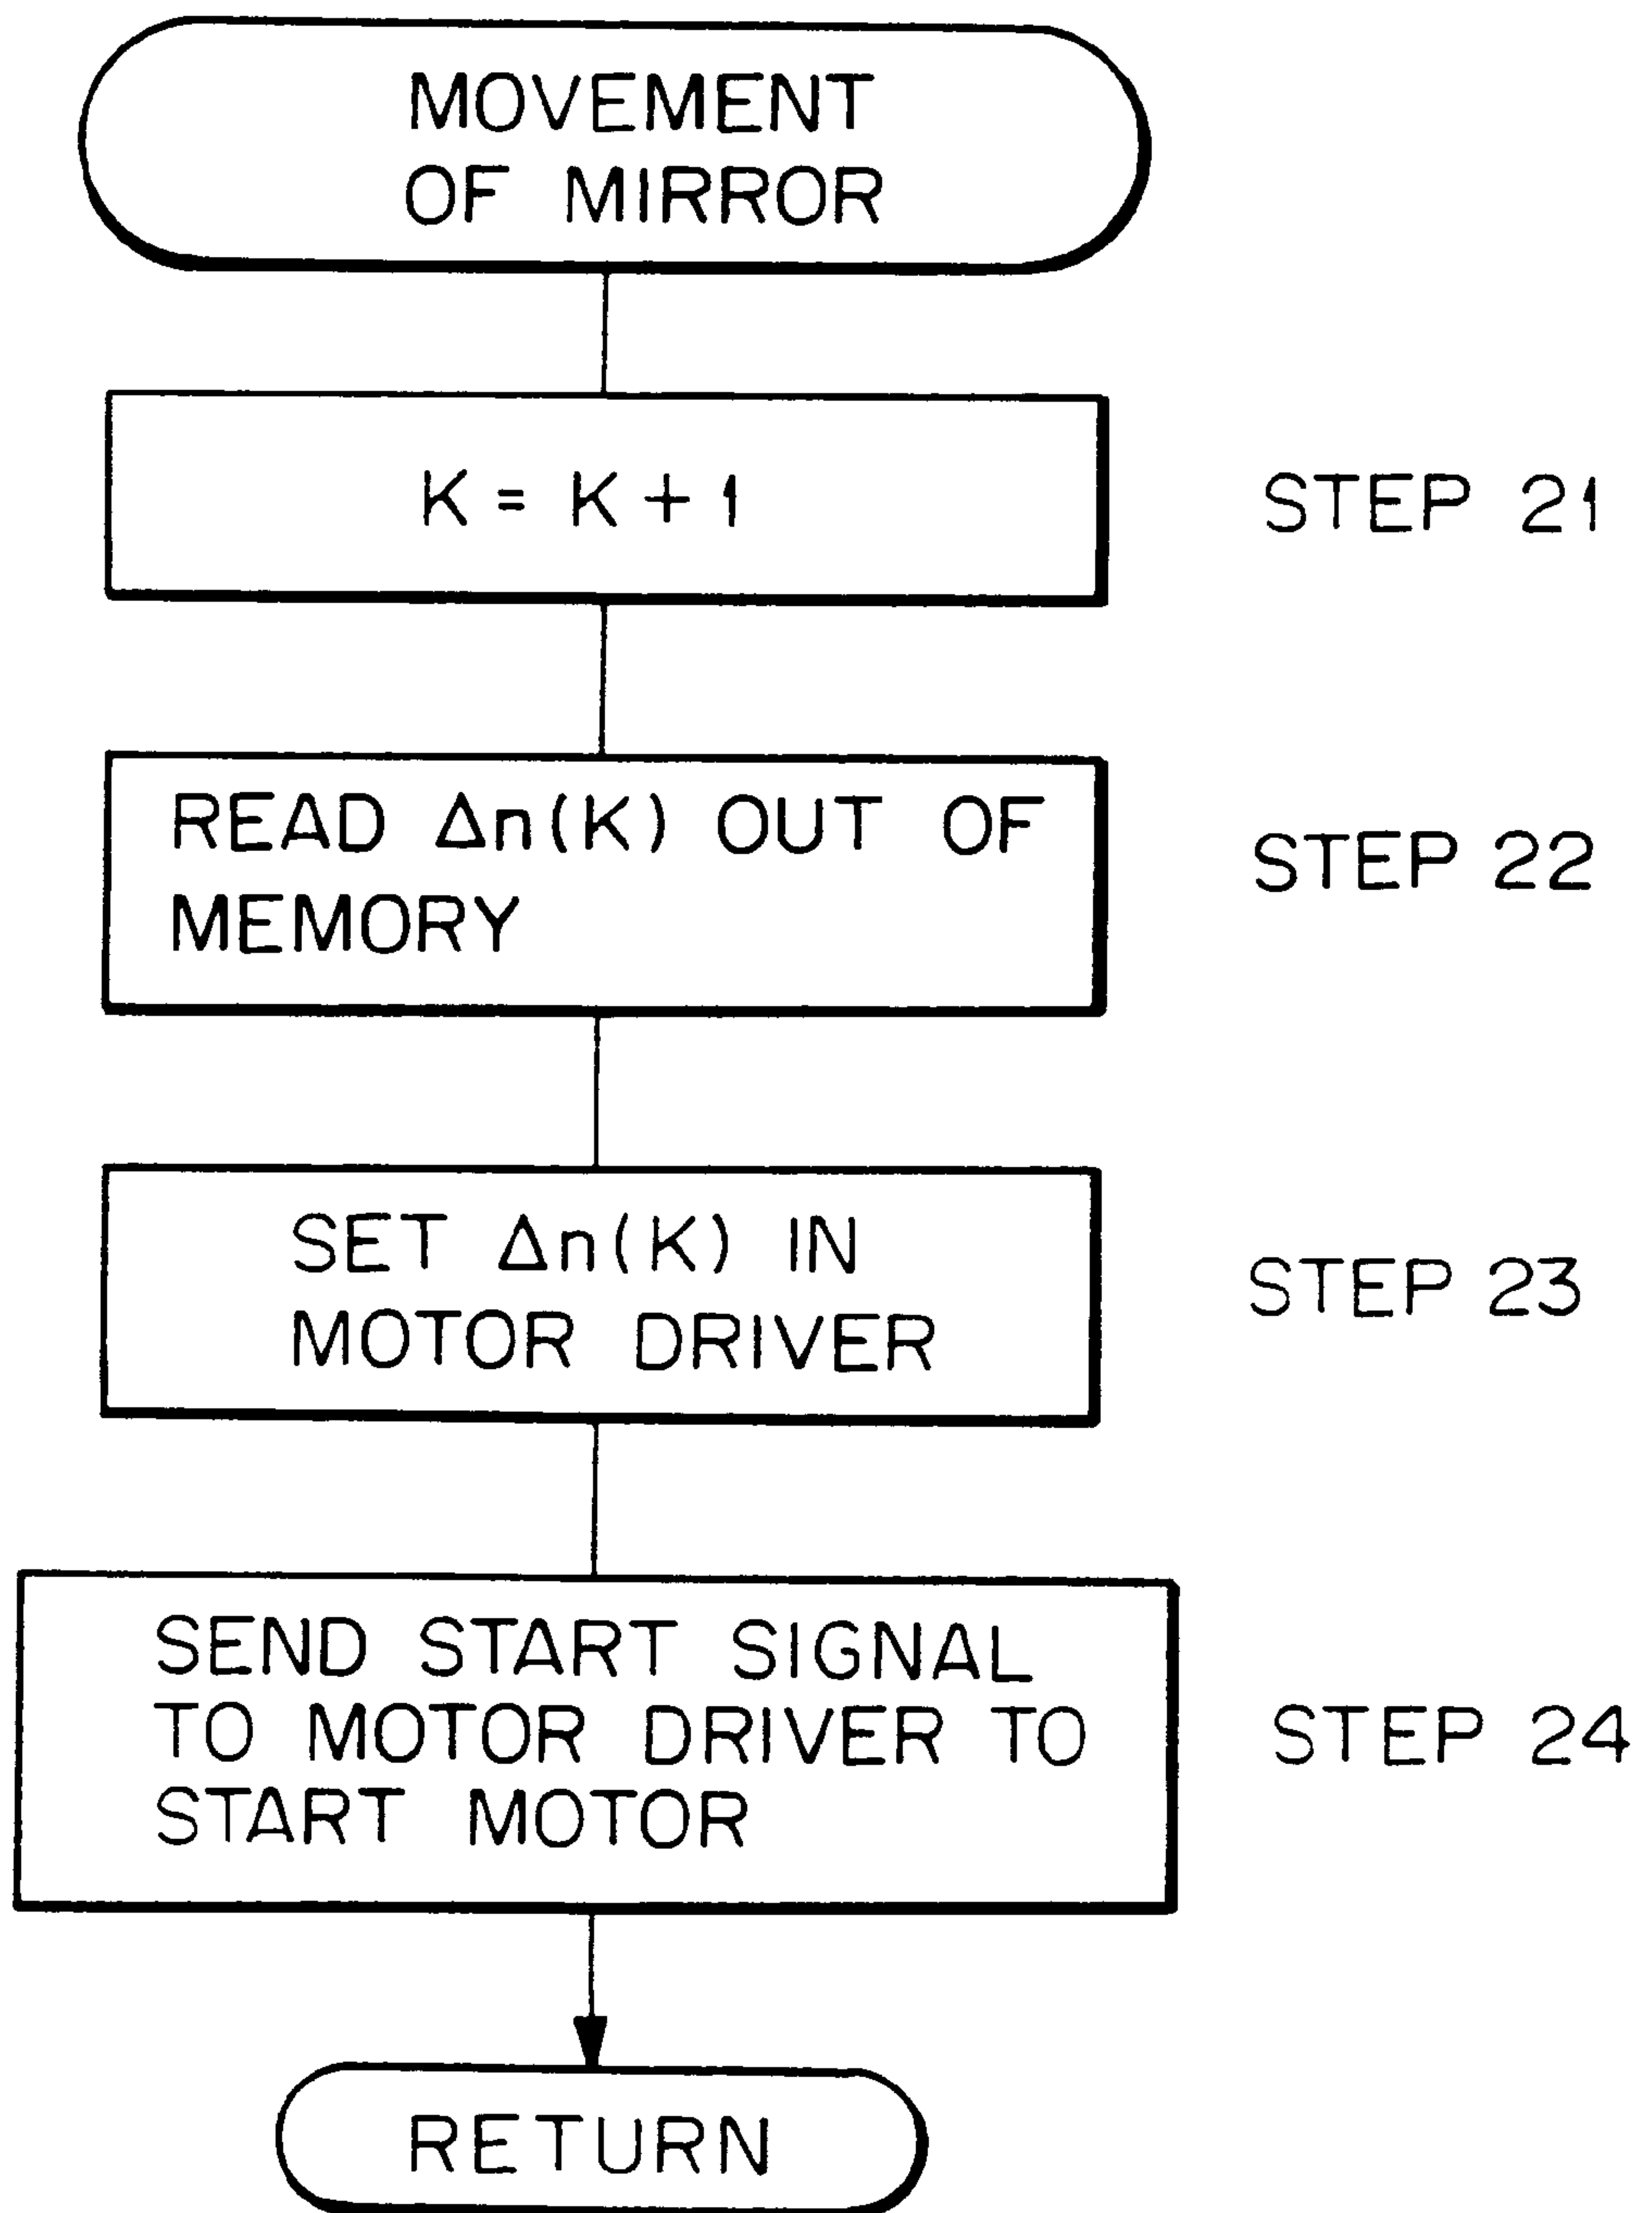 MOVEMENT
OF MIRROR
K = K + 1
STEP 21
READ Δn(K) OUT OF
MEMORY
STEP 22
SET Δn(K) IN
MOTOR DRIVER
STEP 23
SEND START SIGNAL
TO MOTOR DRIVER TO
START MOTOR
STEP 24
RETURN